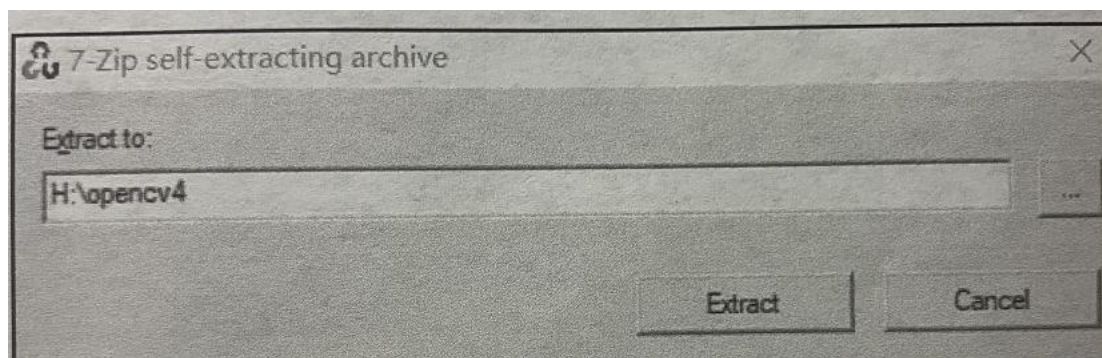 7-Zip self-extracting archive
Extract to:
H:\opencv4
...
Extract
Cancel